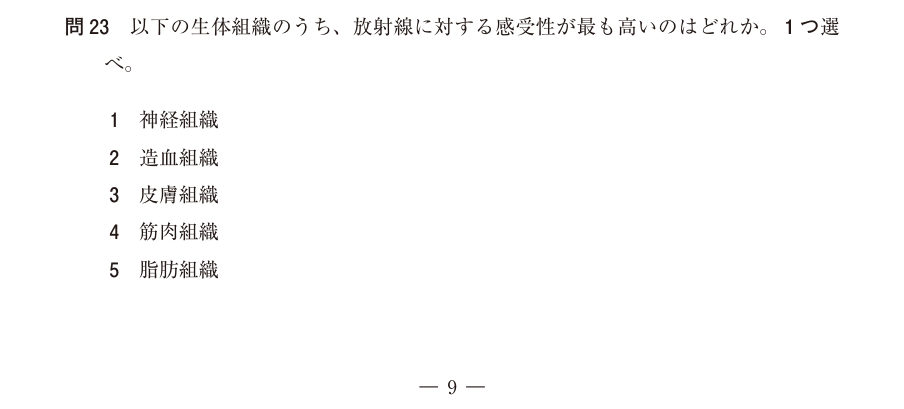 問 23　以下の生体組織のうち、放射線に対する感受性が最も高いのはどれか。1 つ選
べ。
1　神経組織
2　造血組織
3　皮膚組織
4　筋肉組織
5　脂肪組織
― 9 ―